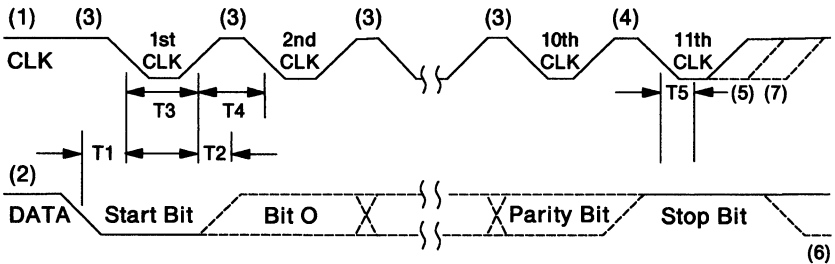 (1) (3) (3) (3) (3) (4)
1st 2nd 10th 11th
CLK CLK CLK CLK CLK
T3 T4 T5 (5) (7)
T1 T2
(2)
DATA Start Bit Bit O Parity Bit Stop Bit
(6)